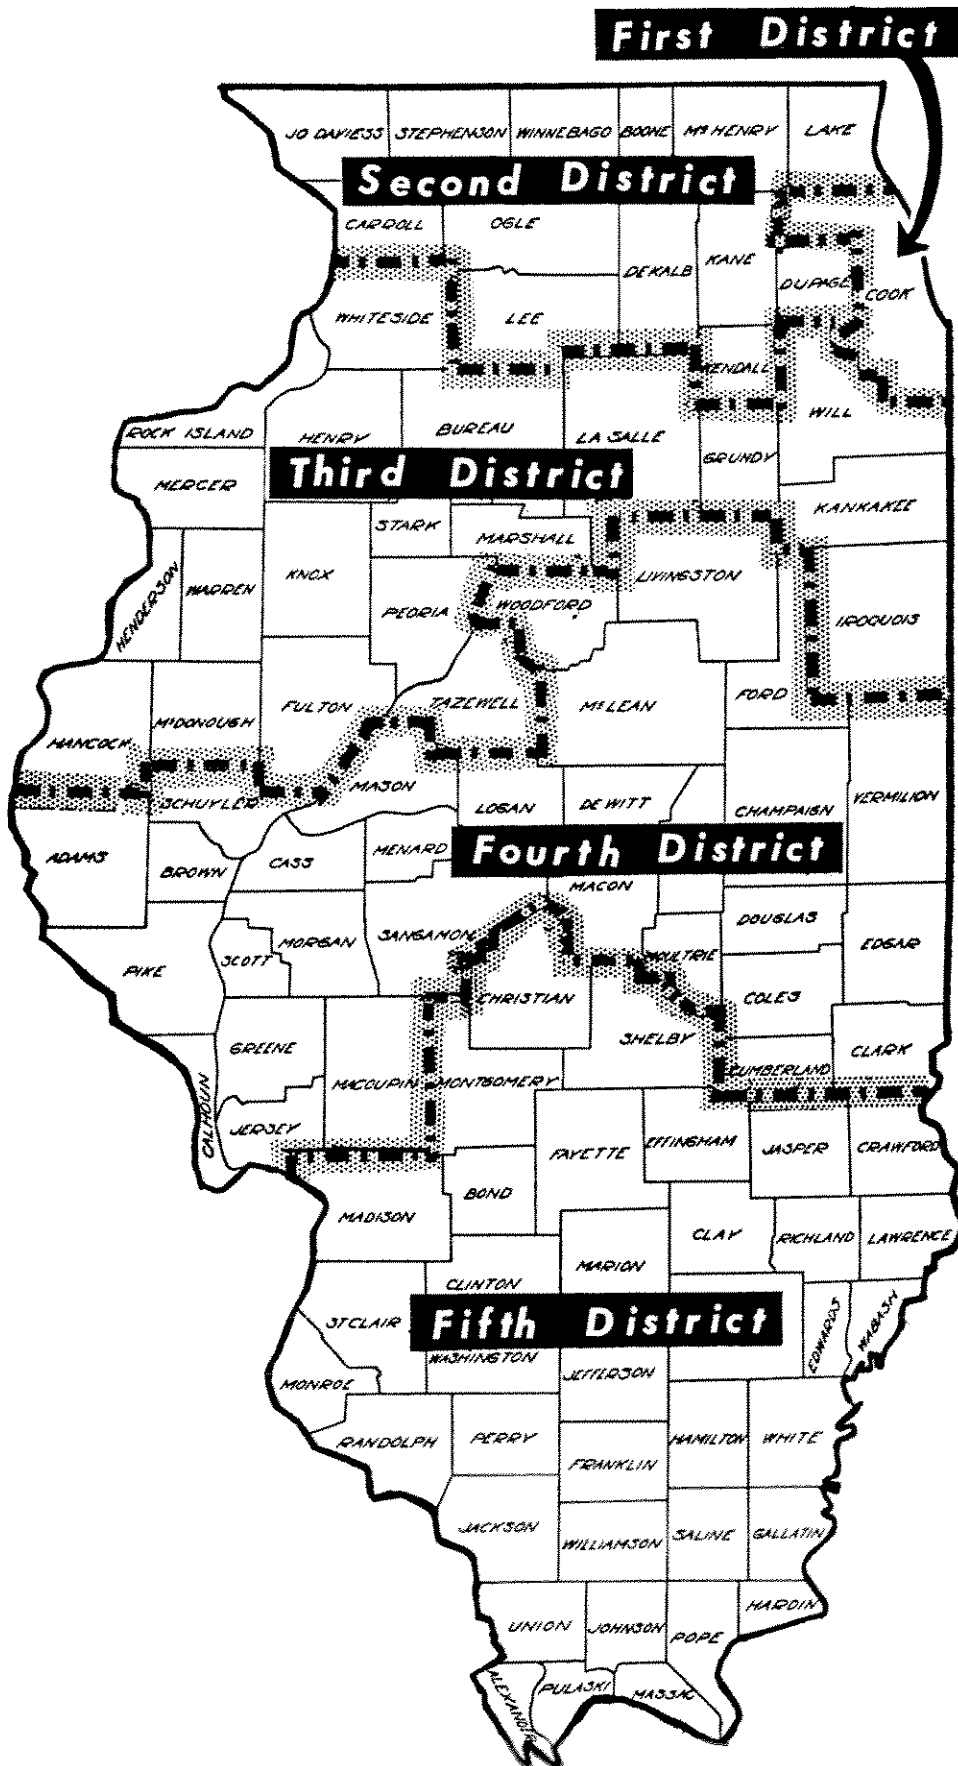 First District
JO DAVIESS STEPHENSON WINNEBAGO BOONE McHENRY LAKE
Second District
CARROLL OGLE
DEKALB KANE
DUPAGE COOK
WHITESIDE LEE
KENDALL
WILL
ROCK ISLAND HENRY BUREAU LA SALLE
GRUNDY
Third District
MERCER
KANKAKEE
STARK MARSHALL
HENDERSON WARREN KNOX PEORIA WOODFORD LIVINGSTON
IROQUOIS
FULTON TAZEWELL McLEAN FORD
HANCOCK McDONOUGH
MASON
SCHUYLER LOGAN DEWITT CHAMPAIGN VERMILION
ADAMS BROWN CASS MENARD
Fourth District
MACON
PIKE SCOTT MORGAN SANGAMON MOULTRIE DOUGLAS EDGAR
CHRISTIAN COLES
SHELBY
GREENE CLARK
CALHOUN MACOUPIN MONTGOMERY CUMBERLAND
JERSEY FAYETTE EFFINGHAM JASPER CRAWFORD
BOND
MADISON
CLAY RICHLAND LAWRENCE
MARION
CLINTON
EDWARDS WABASH
Fifth District
ST CLAIR
WASHINGTON
JEFFERSON
MONROE
RANDOLPH PERRY HAMILTON WHITE
FRANKLIN
JACKSON WILLIAMSON SALINE GALLATIN
HARDIN
UNION JOHNSON POPE
ALEXANDER PULASKI MASSAC